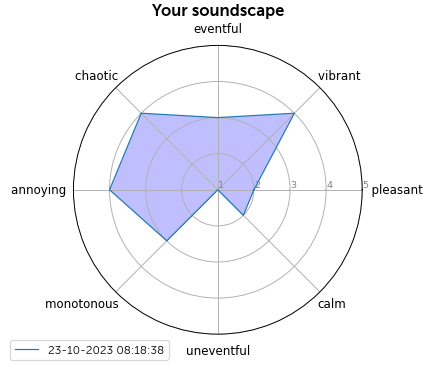 Your soundscape
eventful
chaotic
vibrant
annoying
1
2
3
4
5
pleasant
monotonous
calm
uneventful
23-10-2023 08:18:38